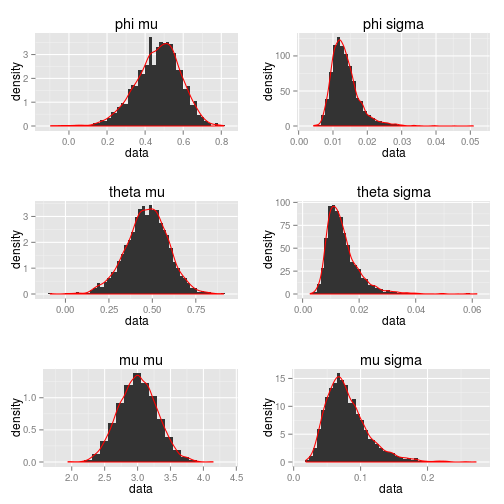 phi mu
density
3
2
1
0
0.0 0.2 0.4 0.6 0.8
data
phi sigma
density
100
50
0
0.00 0.01 0.02 0.03 0.04 0.05
data
theta mu
density
3
2
1
0
0.00 0.25 0.50 0.75
data
theta sigma
density
100
75
50
25
0
0.00 0.02 0.04 0.06
data
mu mu
density
1.0
0.5
0.0
2.0 2.5 3.0 3.5 4.0 4.5
data
mu sigma
density
15
10
5
0
0.0 0.1 0.2
data